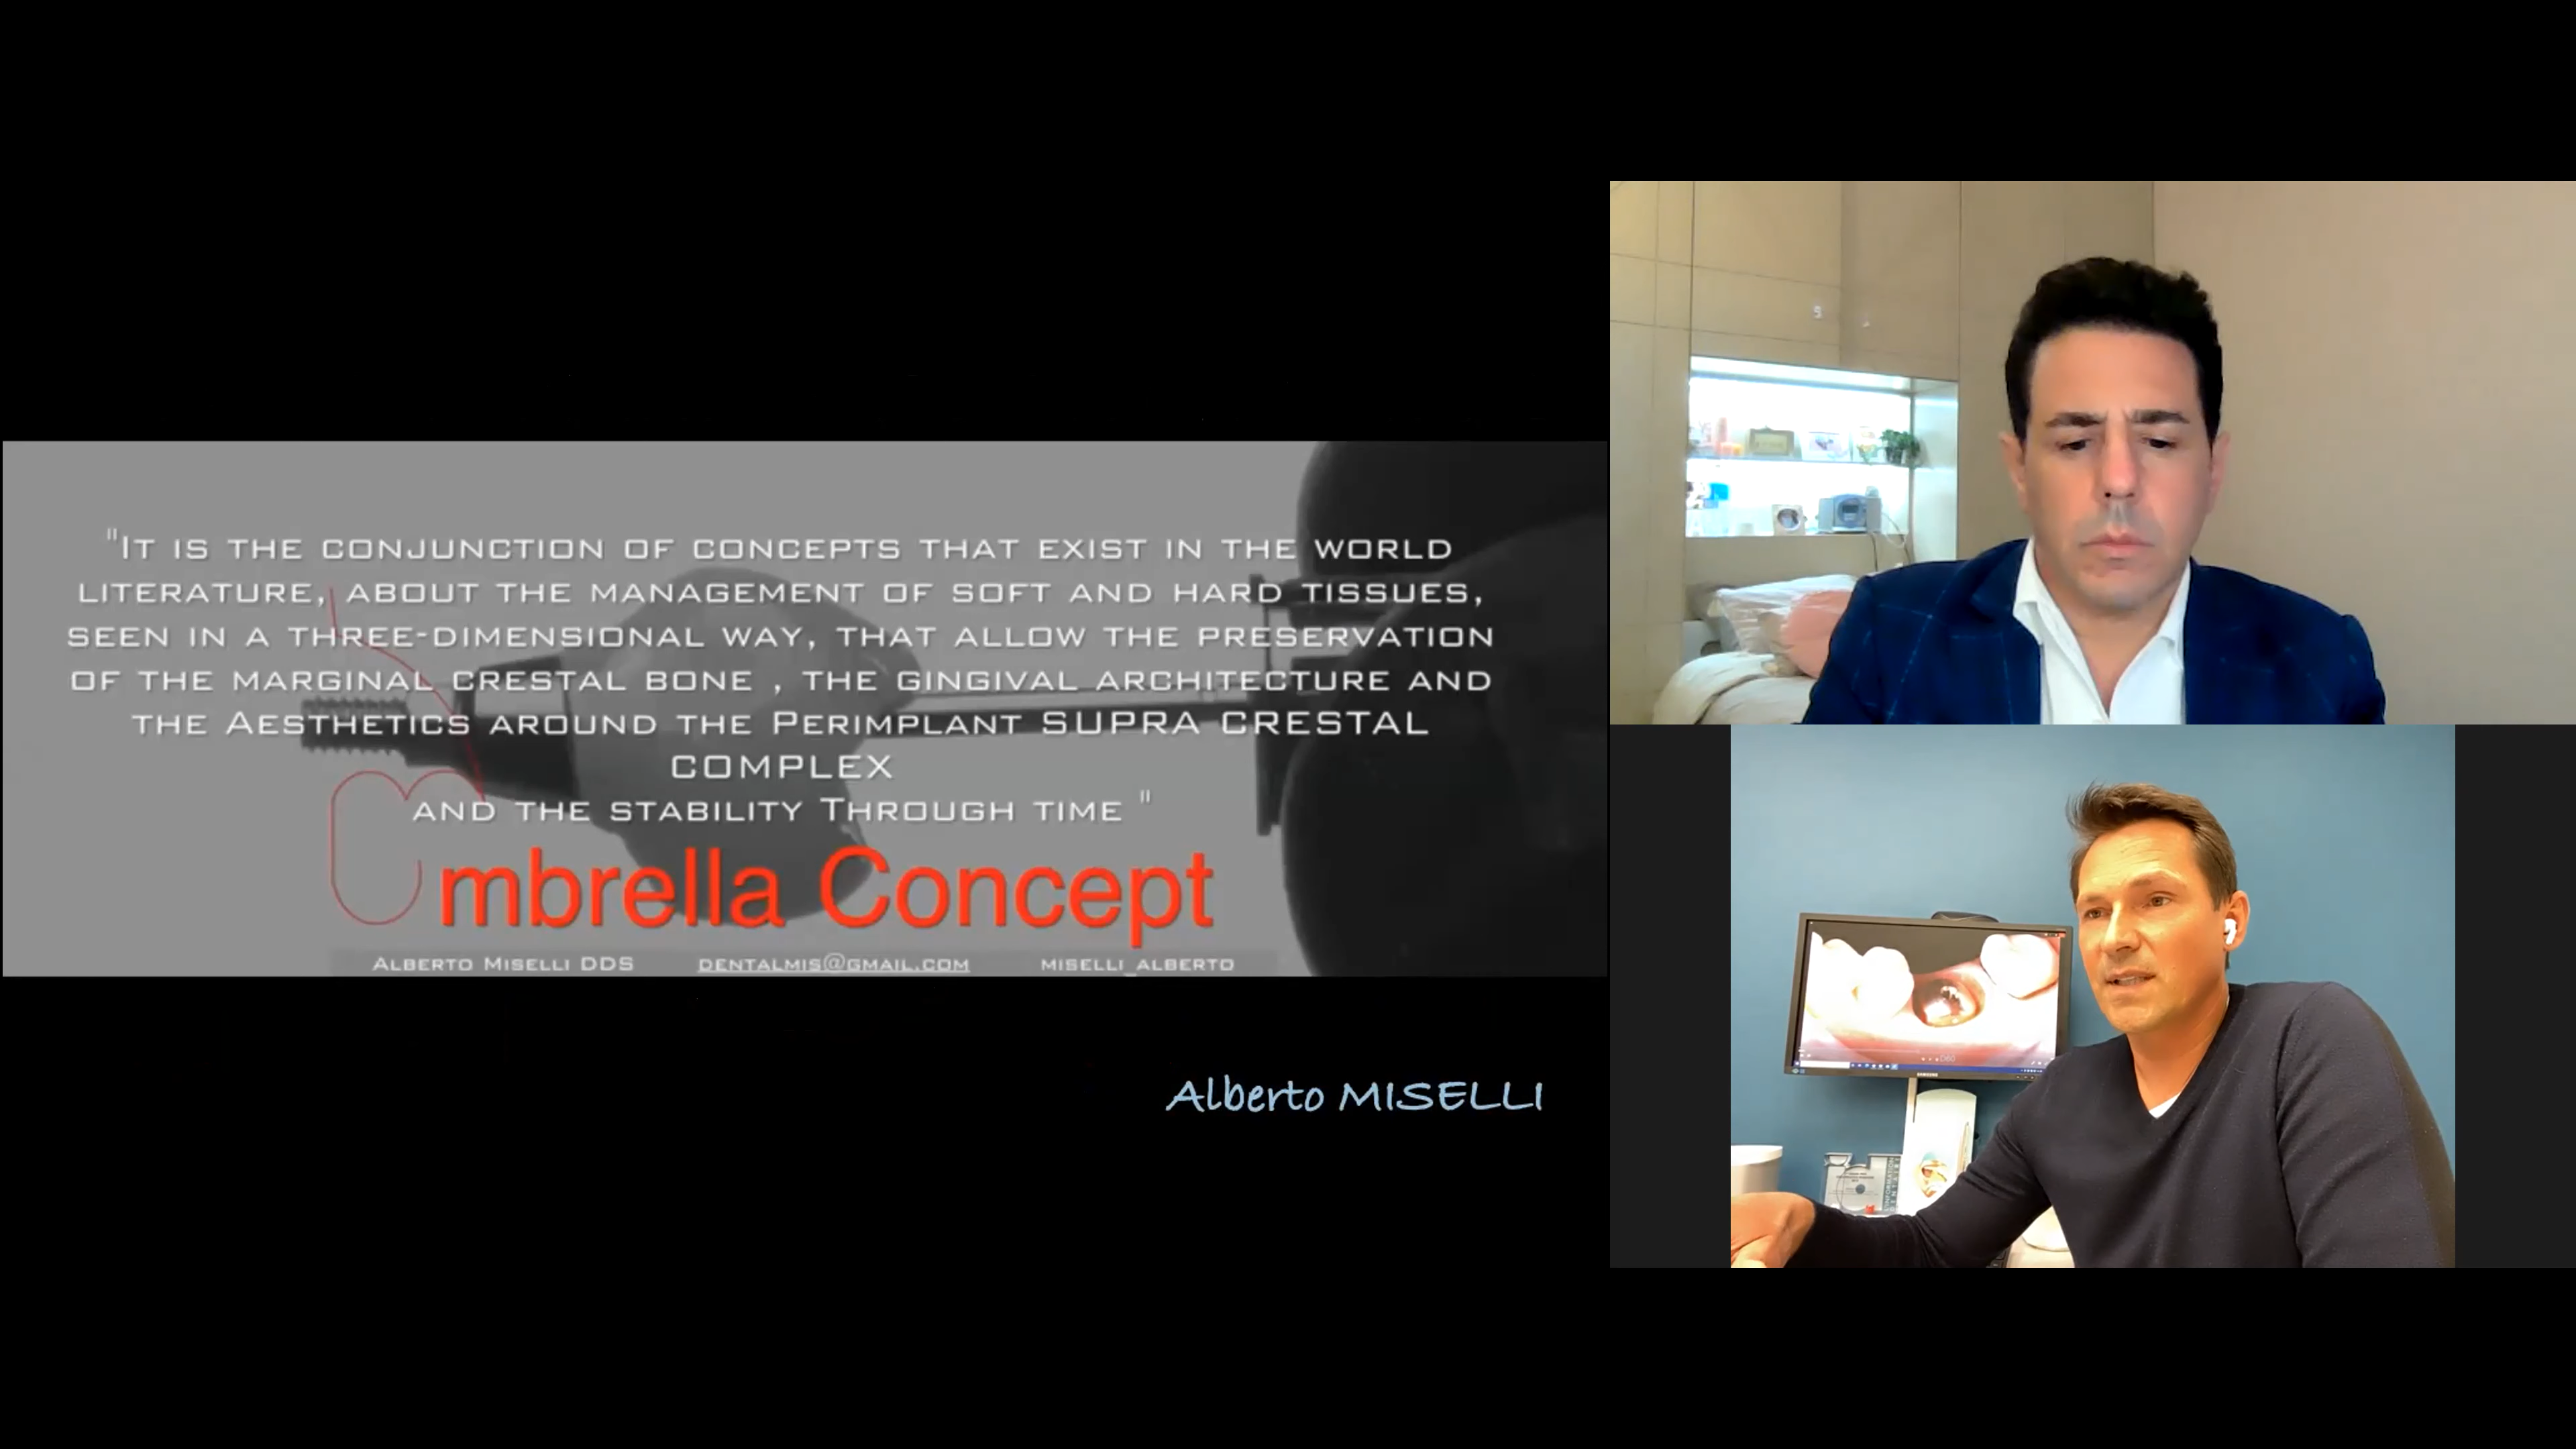 "It is the conjunction of concepts that exist in the world
literature, about the management of soft and hard tissues,
seen in a three-dimensional way, that allow the preservation
of the marginal crestal bone , the gingival architecture and
the Aesthetics around the Perimplant SUPRA CRESTAL
COMPLEX
and the stability Through time "
mbrella Concept
Alberto Miselli DDS dentalmis@gmail.com miselli_alberto
Alberto MISELLI